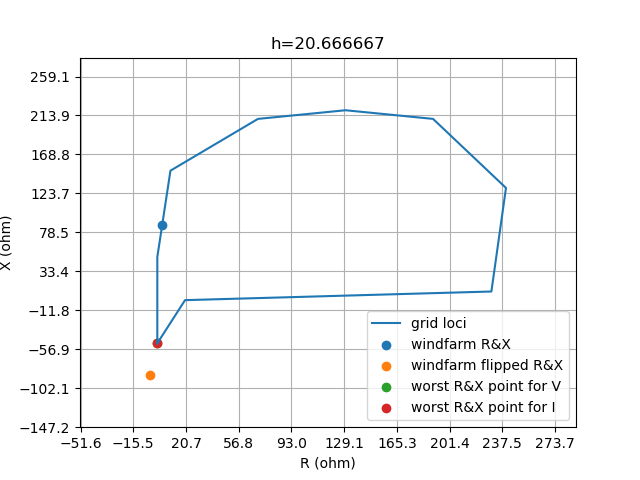 h=20.666667
259.1
213.9
168.8
123.7
78.5
33.4
−11.8
−56.9
−102.1
−147.2
X (ohm)
grid loci
windfarm R&X
windfarm flipped R&X
worst R&X point for V
worst R&X point for I
−51.6 −15.5 20.7 56.8 93.0 129.1 165.3 201.4 237.5 273.7
R (ohm)